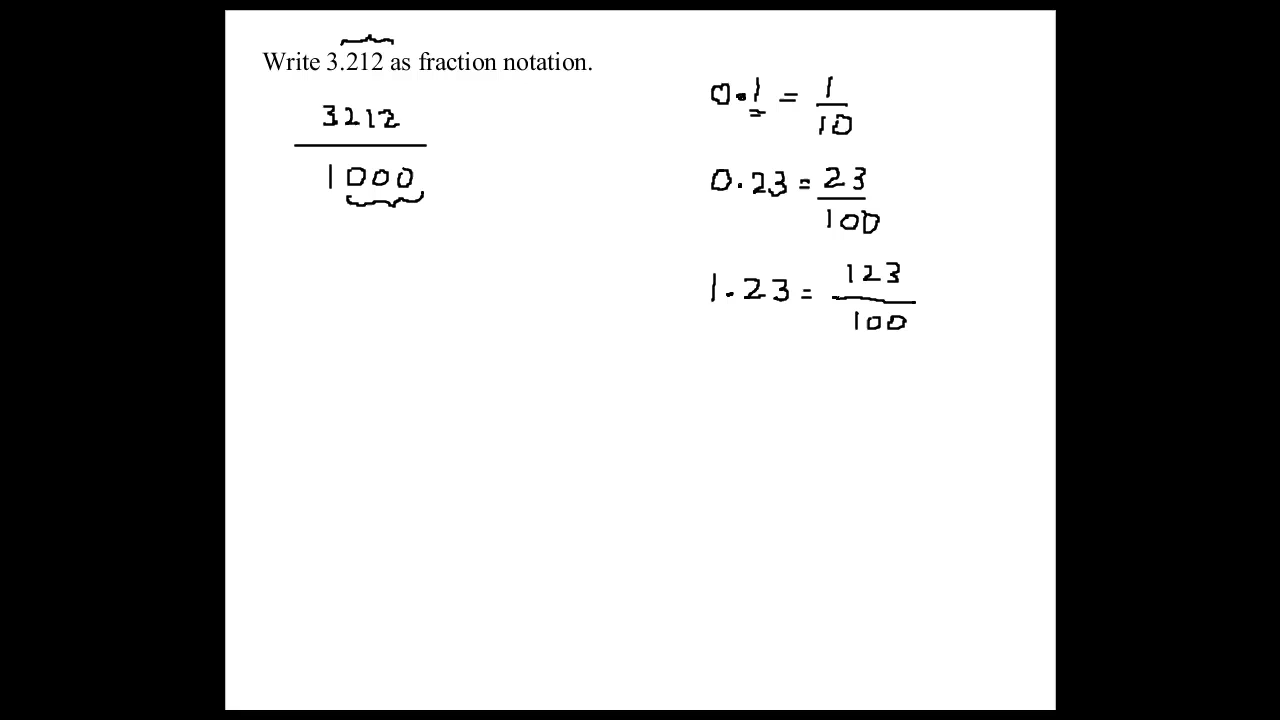 Write 3.212 as fraction notation.
3212
1000
0.1 = 1
10
0.23 = 23
100
1.23 = 123
100